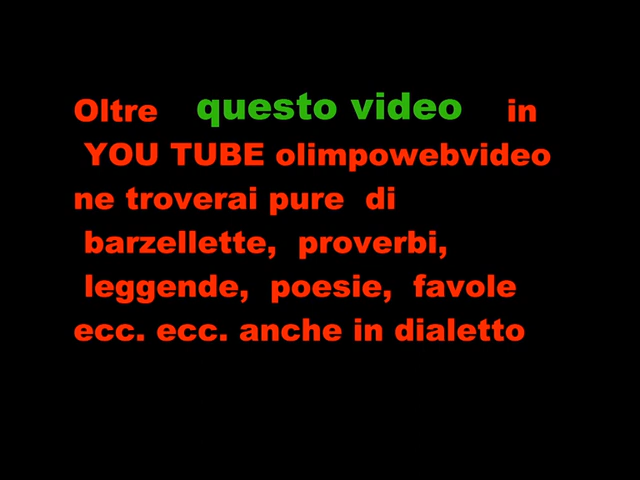 Oltre questo video in
YOU TUBE olimpowebvideo
ne troverai pure di
barzellette, proverbi,
leggende, poesie, favole
ecc. ecc. anche in dialetto